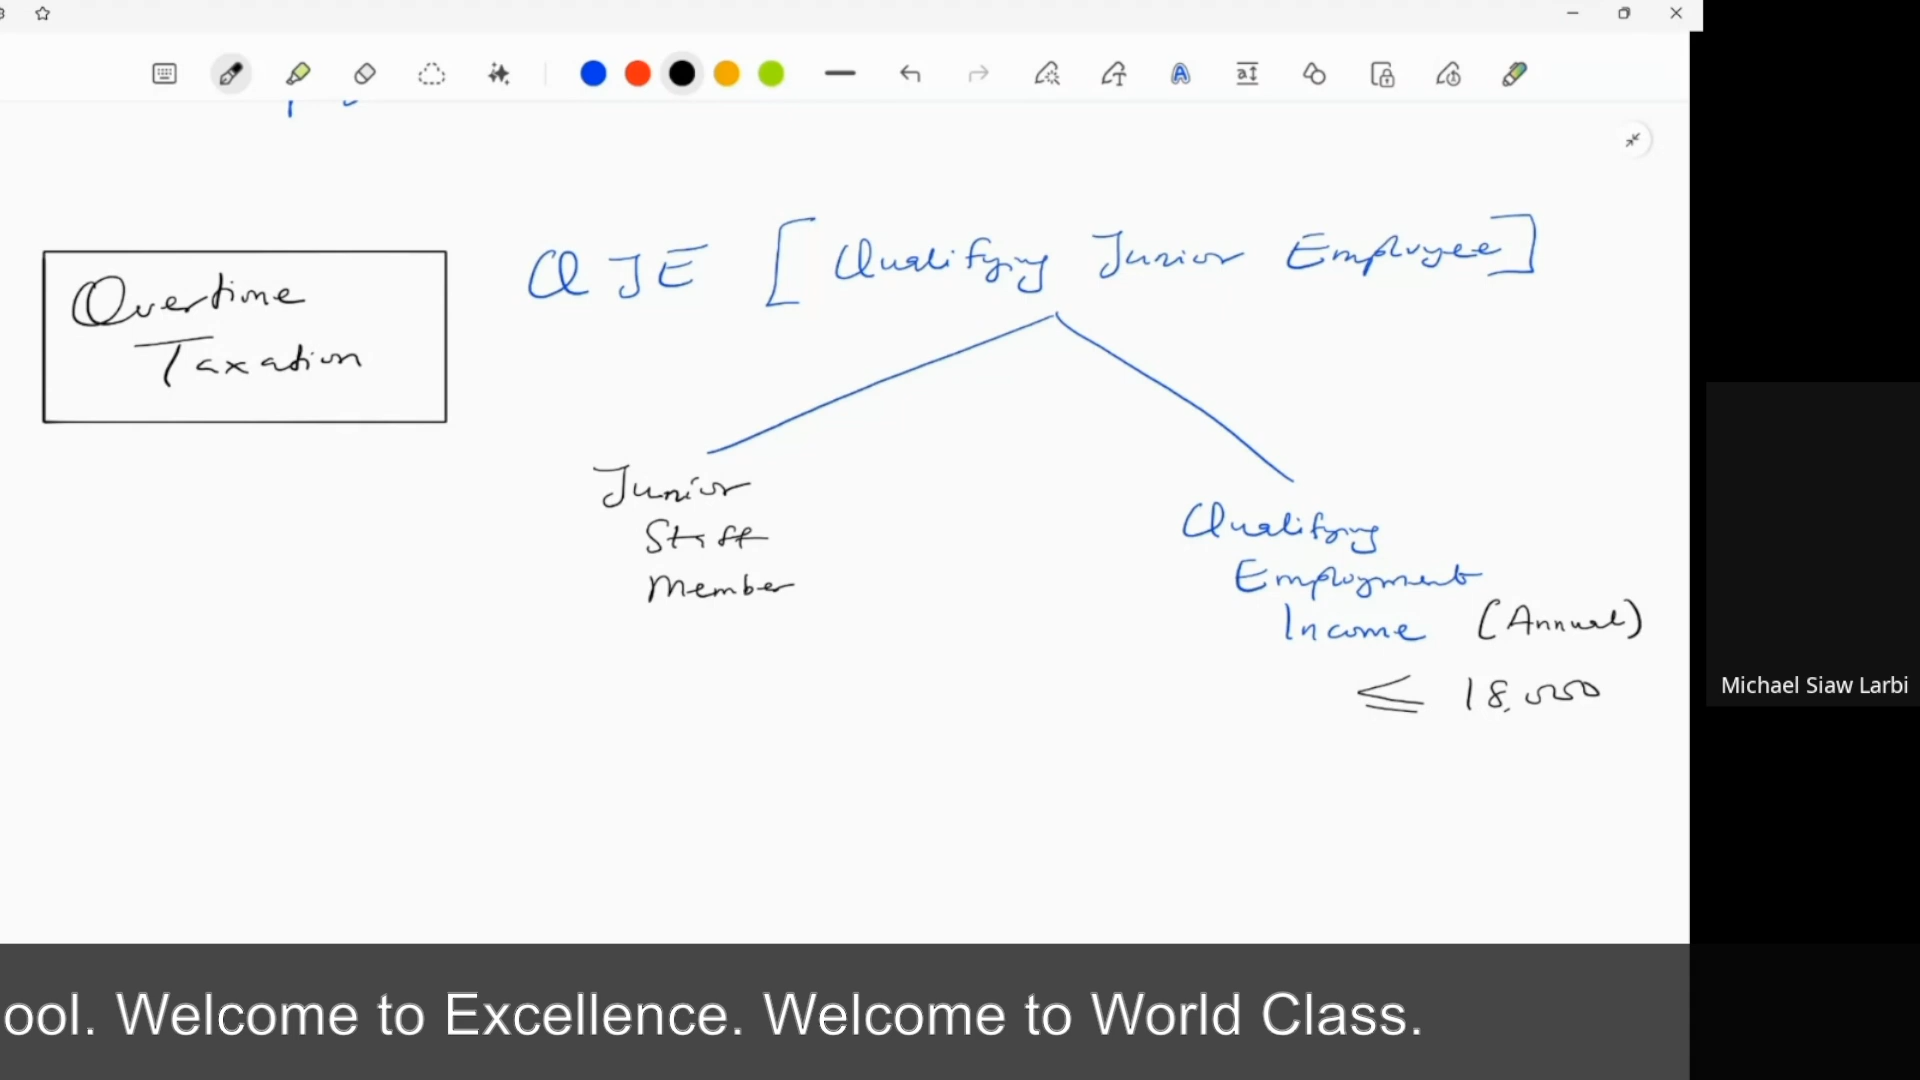 Overtime
Taxation
QJE [Qualifying Junior Employee]
Junior
Staff
Member
Qualifying
Employment
Income (Annual)
≤ 18,000
Michael Siaw Larbi
ool. Welcome to Excellence. Welcome to World Class.